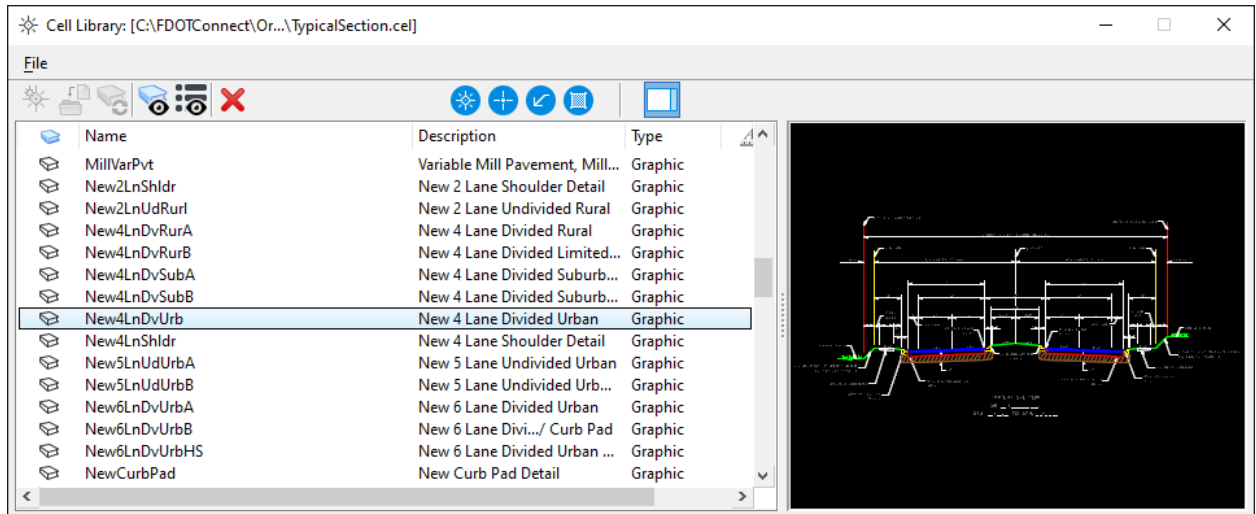 Cell Library: [C:\FDOTConnect\Or...\TypicalSection.cel]
File
Name Description Type
MillVarPvt Variable Mill Pavement, Mill... Graphic
New2LnShldr New 2 Lane Shoulder Detail Graphic
New2LnUdRurl New 2 Lane Undivided Rural Graphic
New4LnDvRurA New 4 Lane Divided Rural Graphic
New4LnDvRurB New 4 Lane Divided Limited... Graphic
New4LnDvSubA New 4 Lane Divided Suburb... Graphic
New4LnDvSubB New 4 Lane Divided Suburb... Graphic
New4LnDvUrb New 4 Lane Divided Urban Graphic
New4LnShldr New 4 Lane Shoulder Detail Graphic
New5LnUdUrbA New 5 Lane Undivided Urban Graphic
New5LnUdUrbB New 5 Lane Undivided Urb... Graphic
New6LnDvUrbA New 6 Lane Divided Urban Graphic
New6LnDvUrbB New 6 Lane Divi.../ Curb Pad Graphic
New6LnDvUrbHS New 6 Lane Divided Urban ... Graphic
NewCurbPad New Curb Pad Detail Graphic